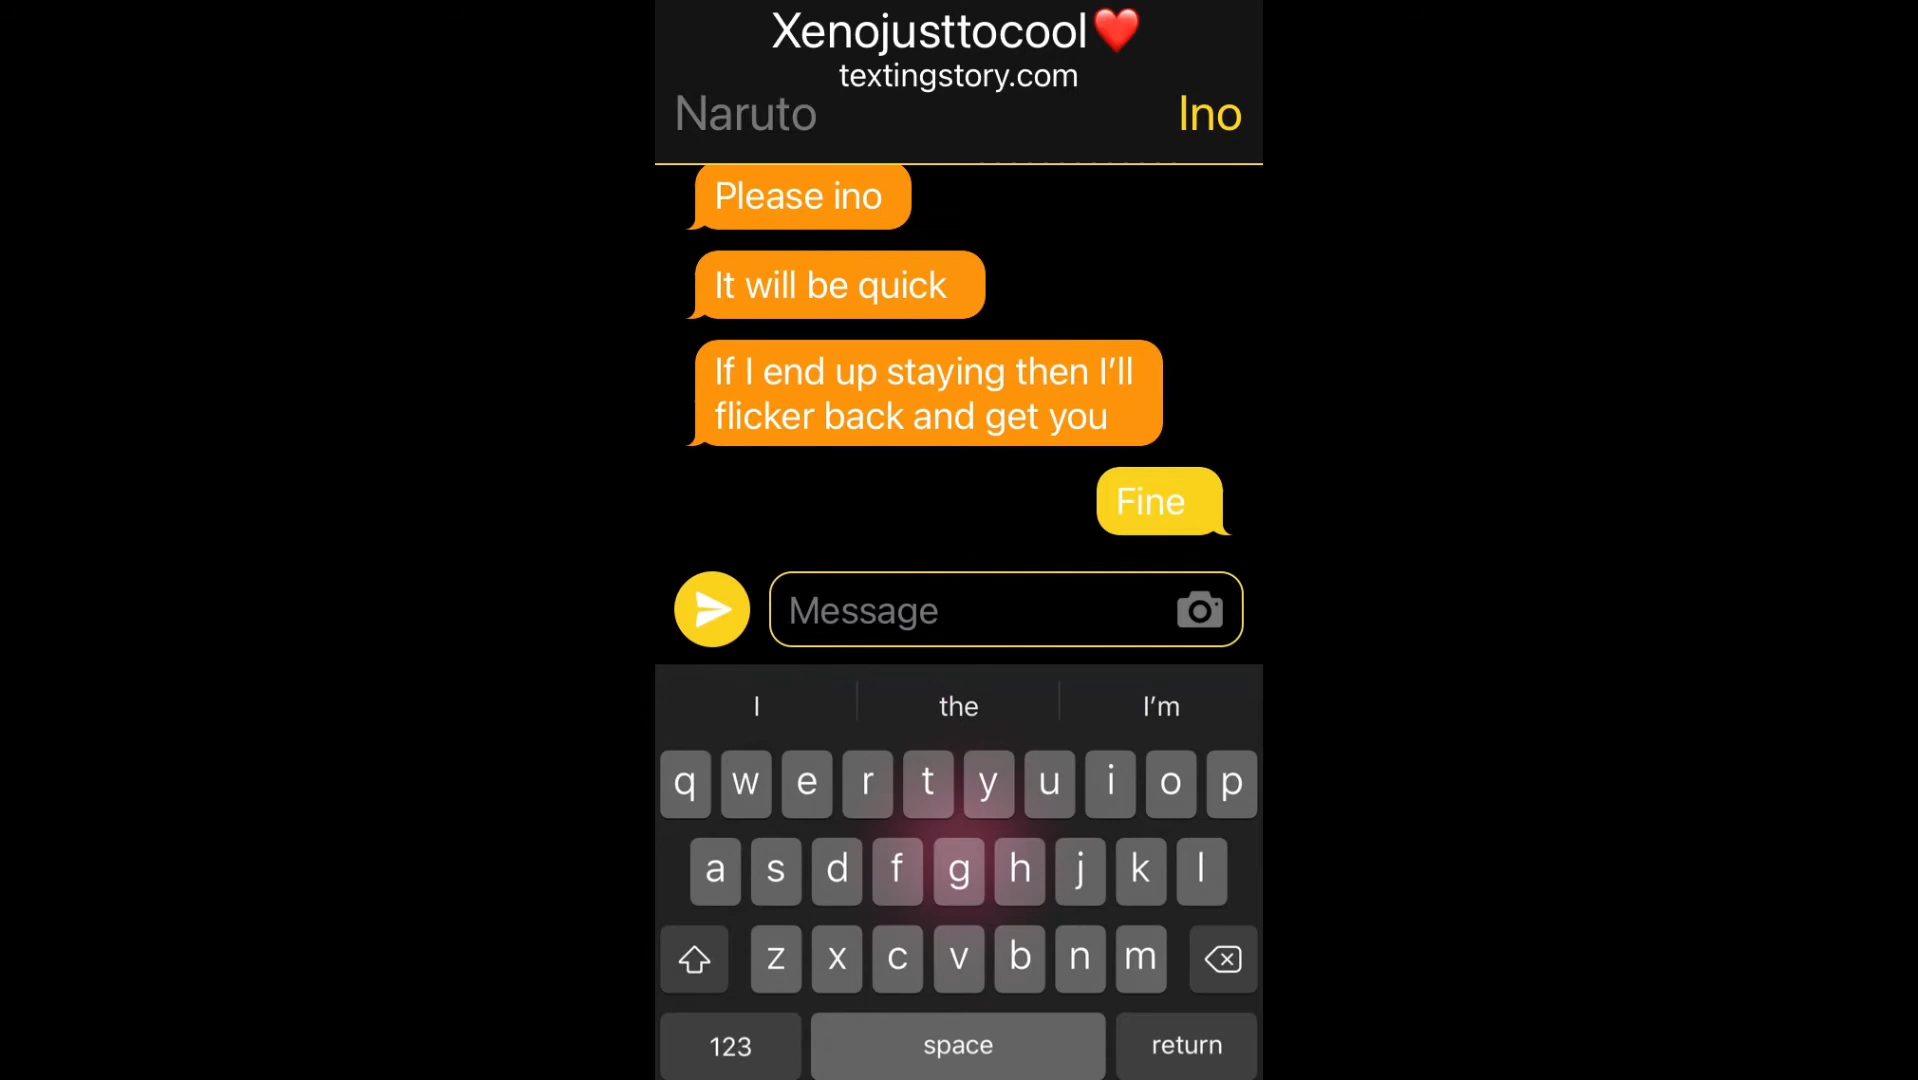 Xenojusttocool❤️
textingstory.com
Naruto Ino
Please ino
It will be quick
If I end up staying then I’ll
flicker back and get you
Fine
Message
I the I’m
q w e r t y u i o p
a s d f g h j k l
z x c v b n m
123 space return